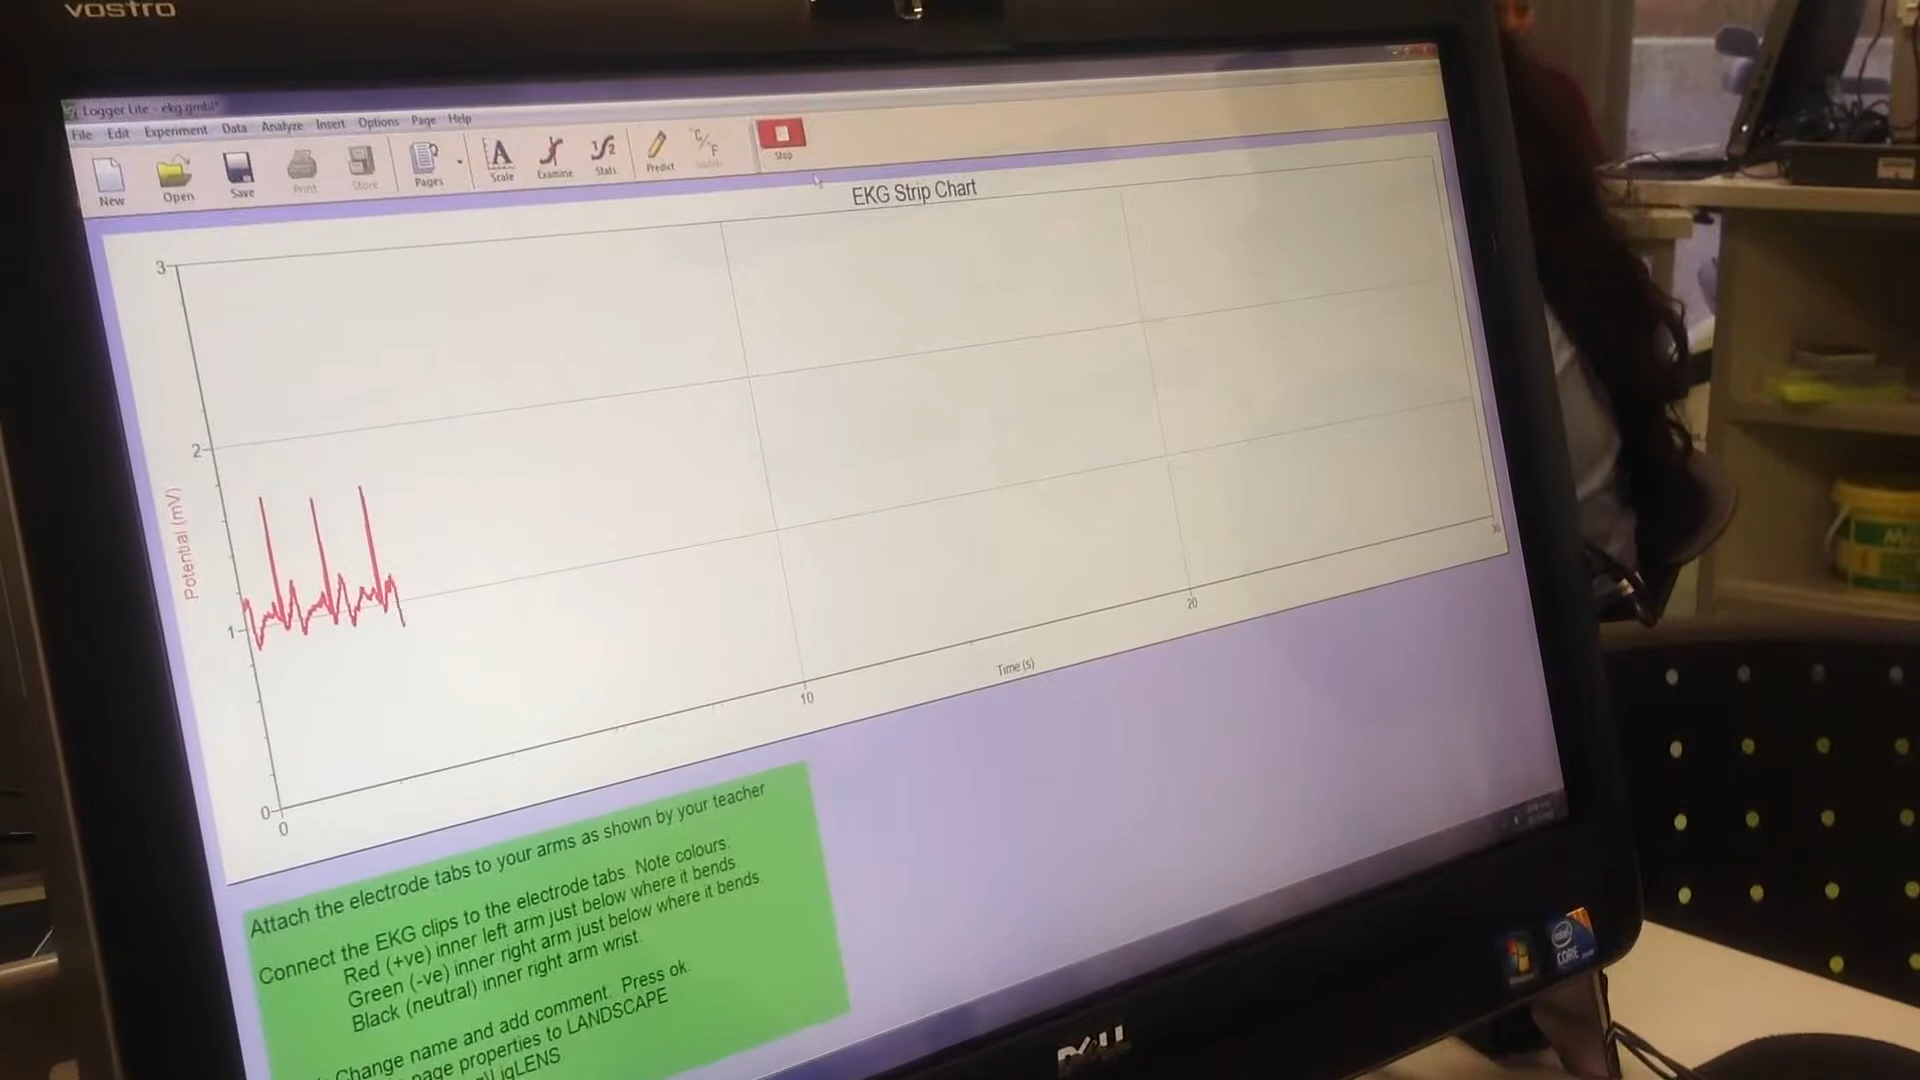 vostro
Logger Lite - ekg.gmbl*
File Edit Experiment Data Analyze Insert Options Page Help
New Open Save Print Store Pages Scale Examine Stats Predict °C/°F Stop
EKG Strip Chart
3
2
1
0
Potential (mV)
0
10
20
30
Time (s)
Attach the electrode tabs to your arms as shown by your teacher
Connect the EKG clips to the electrode tabs. Note colours.
Red (+ve) inner left arm just below where it bends
Green (-ve) inner right arm just below where it bends.
Black (neutral) inner right arm wrist.
Change name and add comment. Press ok.
page properties to LANDSCAPE
DELL
intel
CORE